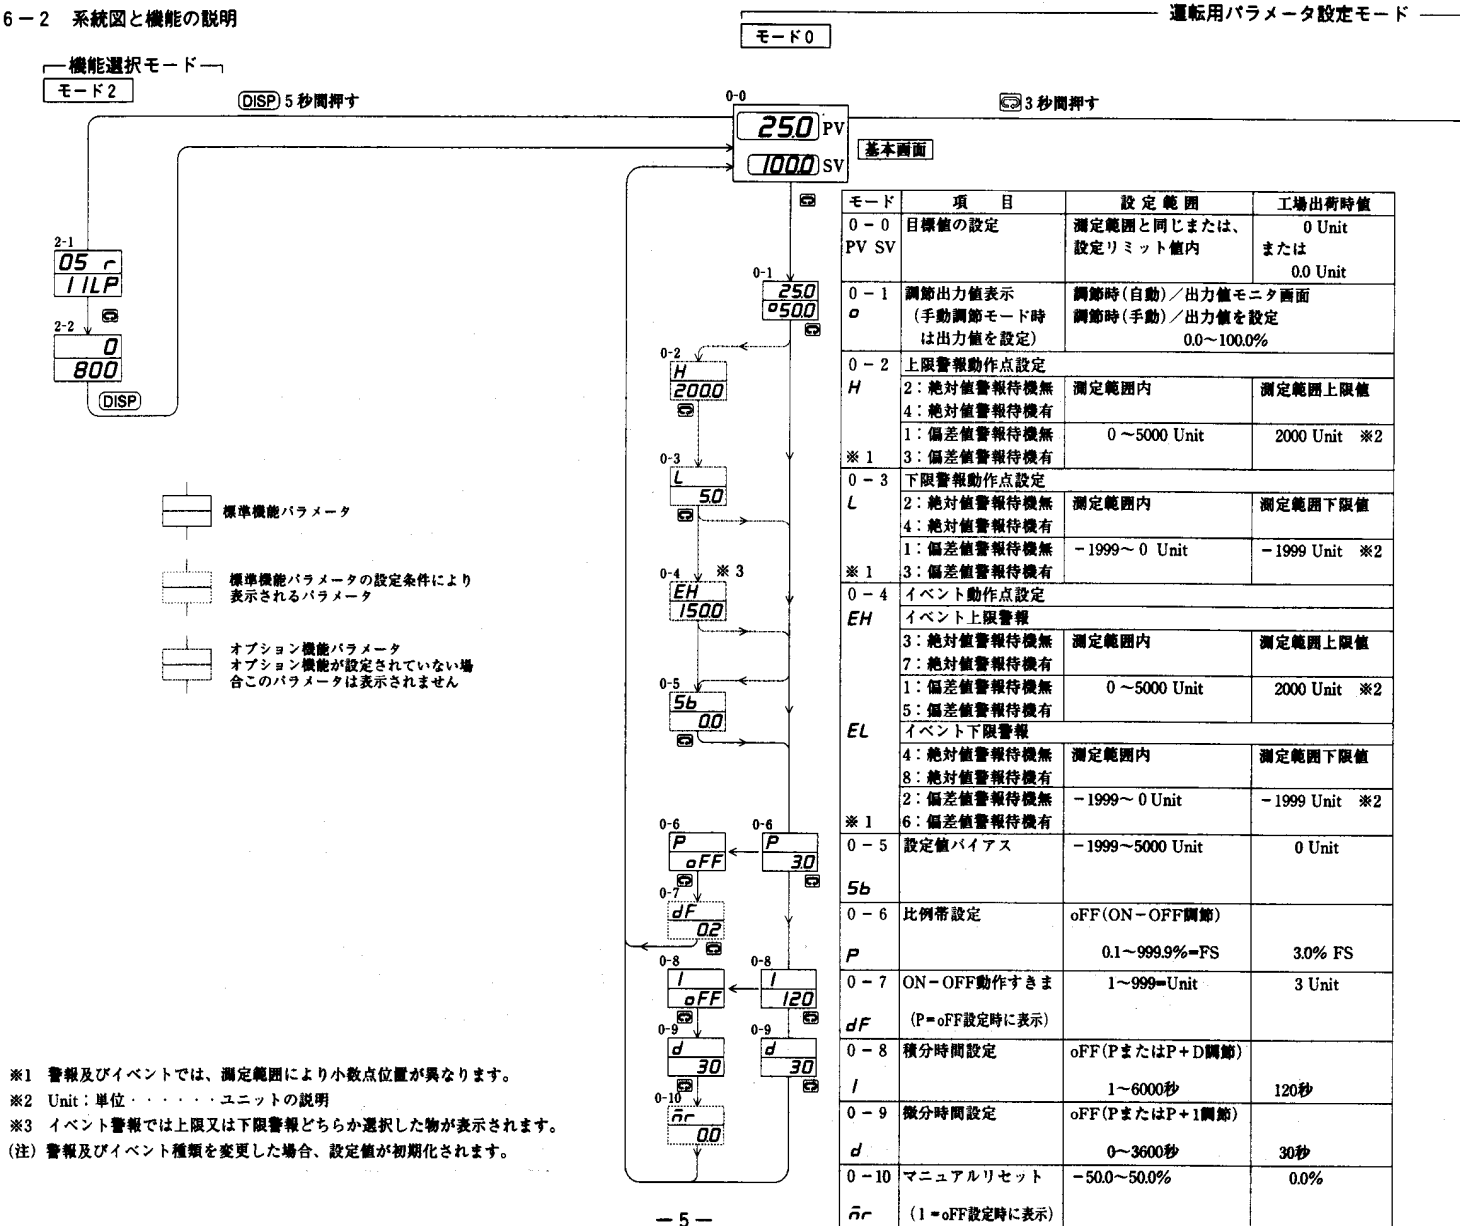 6－2 系統図と機能の説明
運転用パラメータ設定モード
モード0
機能選択モード
モード2
DISP 5秒間押す
0-0
25.0 PV
100.0 SV
3秒間押す
基本画面
2-1
05 r
11LP
2-2
0
800
DISP
0-1
25.0
o50.0
0-2
H
200.0
0-3
L
5.0
0-4
※3
EH
150.0
0-5
Sb
0.0
0-6
P
oFF
0-6
P
3.0
0-7
dF
0.2
0-8
I
oFF
0-8
I
120
0-9
d
30
0-9
d
30
0-10
n̄r
0.0
標準機能パラメータ
標準機能パラメータの設定条件により
表示されるパラメータ
オプション機能パラメータ
オプション機能が設定されていない場
合このパラメータは表示されません
モード 項 目 設定範囲 工場出荷時値
0－0 目標値の設定 測定範囲と同じまたは、 0 Unit
PV SV 設定リミット値内 または
0.0 Unit
0－1 調節出力値表示 調節時(自動)／出力値モニタ画面
o (手動調節モード時 調節時(手動)／出力値を設定
は出力値を設定) 0.0～100.0%
0－2 上限警報動作点設定
H 2：絶対値警報待機無 測定範囲内 測定範囲上限値
4：絶対値警報待機有
1：偏差値警報待機無 0～5000 Unit 2000 Unit ※2
※1 3：偏差値警報待機有
0－3 下限警報動作点設定
L 2：絶対値警報待機無 測定範囲内 測定範囲下限値
4：絶対値警報待機有
1：偏差値警報待機無 －1999～0 Unit －1999 Unit ※2
※1 3：偏差値警報待機有
0－4 イベント動作点設定
EH イベント上限警報
3：絶対値警報待機無 測定範囲内 測定範囲上限値
7：絶対値警報待機有
1：偏差値警報待機無 0～5000 Unit 2000 Unit ※2
5：偏差値警報待機有
EL イベント下限警報
4：絶対値警報待機無 測定範囲内 測定範囲下限値
8：絶対値警報待機有
2：偏差値警報待機無 －1999～0 Unit －1999 Unit ※2
※1 6：偏差値警報待機有
0－5 設定値バイアス －1999～5000 Unit 0 Unit
Sb
0－6 比例帯設定 oFF(ON－OFF調節)
P 0.1～999.9%=FS 3.0% FS
0－7 ON－OFF動作すきま 1～999=Unit 3 Unit
dF (P=oFF設定時に表示)
0－8 積分時間設定 oFF(PまたはP+D調節)
I 1～6000秒 120秒
0－9 微分時間設定 oFF(PまたはP+1調節)
d 0～3600秒 30秒
0－10 マニュアルリセット －50.0～50.0% 0.0%
n̄r (1=oFF設定時に表示)
※1 警報及びイベントでは、測定範囲により小数点位置が異なります。
※2 Unit：単位・・・・・・ユニットの説明
※3 イベント警報では上限又は下限警報どちらか選択した物が表示されます。
(注) 警報及びイベント種類を変更した場合、設定値が初期化されます。
－5－